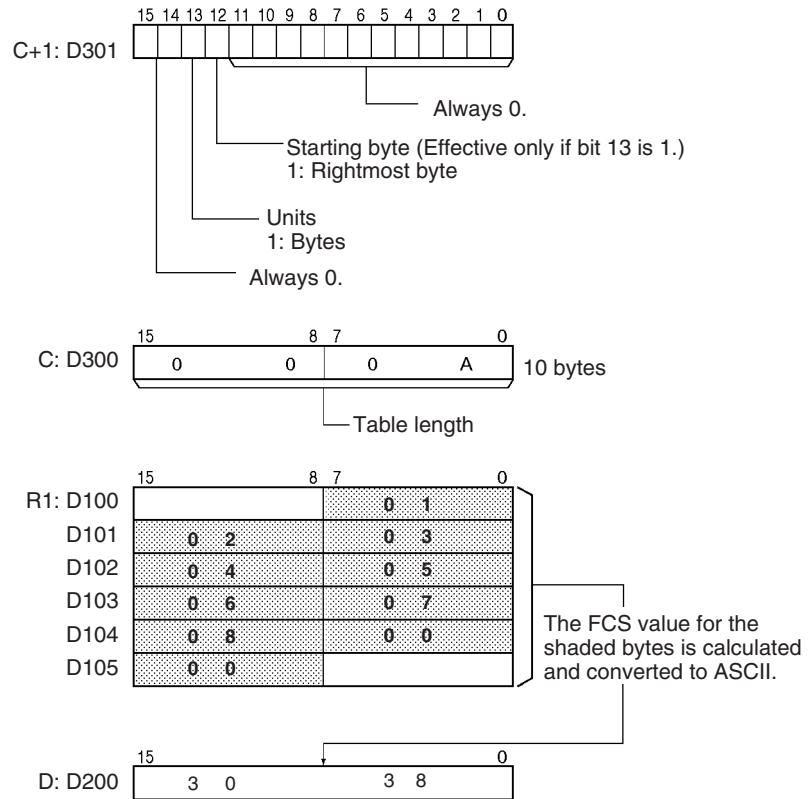 15 14 13 12 11 10 9 8 7 6 5 4 3 2 1 0
C+1: D301
Always 0.
Starting byte (Effective only if bit 13 is 1.)
1: Rightmost byte
Units
1: Bytes
Always 0.
15 8 7 0
C: D300 0 0 0 A 10 bytes
Table length
15 8 7 0
R1: D100 0 1
D101 0 2 0 3
D102 0 4 0 5
D103 0 6 0 7
D104 0 8 0 0
D105 0 0
The FCS value for the
shaded bytes is calculated
and converted to ASCII.
15 0
D: D200 3 0 3 8